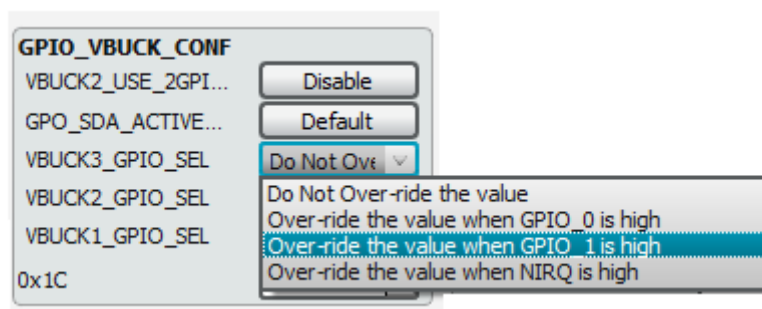 GPIO_VBUCK_CONF
VBUCK2_USE_2GPI... Disable
GPO_SDA_ACTIVE... Default
VBUCK3_GPIO_SEL Do Not Ove
VBUCK2_GPIO_SEL Do Not Over-ride the value
Over-ride the value when GPIO_0 is high
VBUCK1_GPIO_SEL Over-ride the value when GPIO_1 is high
0x1C Over-ride the value when NIRQ is high